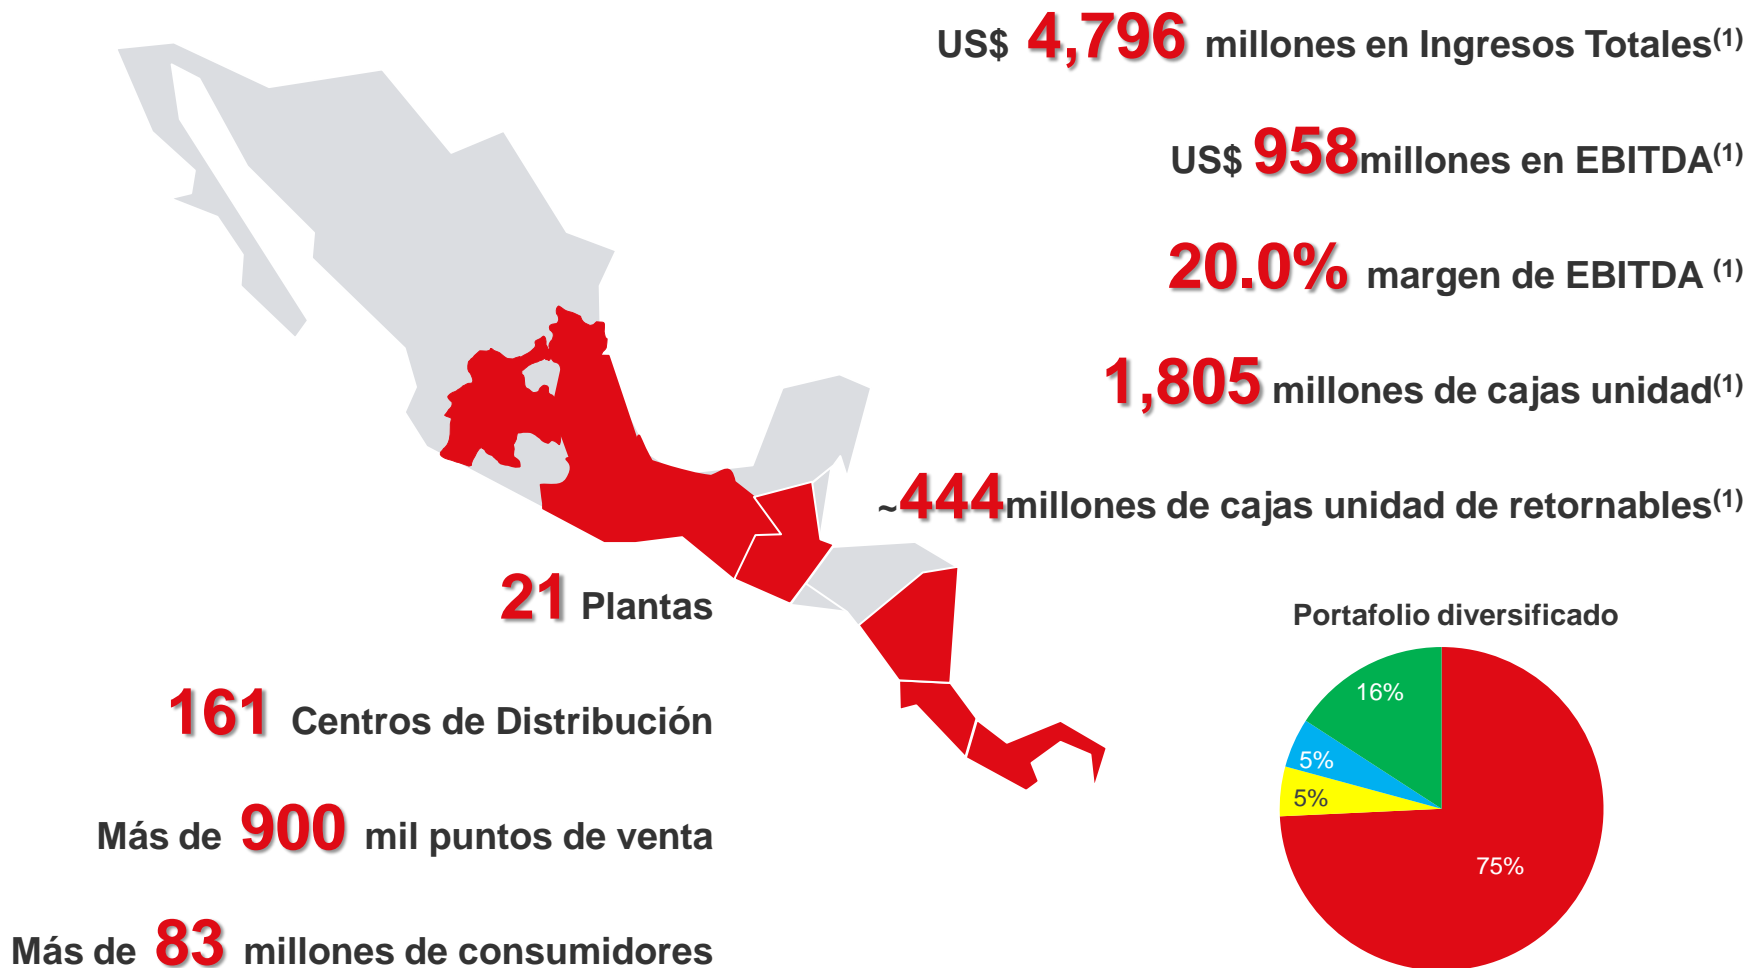 US$ 4,796 millones en Ingresos Totales(1)
US$ 958millones en EBITDA(1)
20.0% margen de EBITDA (1)
1,805 millones de cajas unidad(1)
~444millones de cajas unidad de retornables(1)
21 Plantas
161 Centros de Distribución
Más de 900 mil puntos de venta
Más de 83 millones de consumidores
Portafolio diversificado
16%
5%
5%
75%